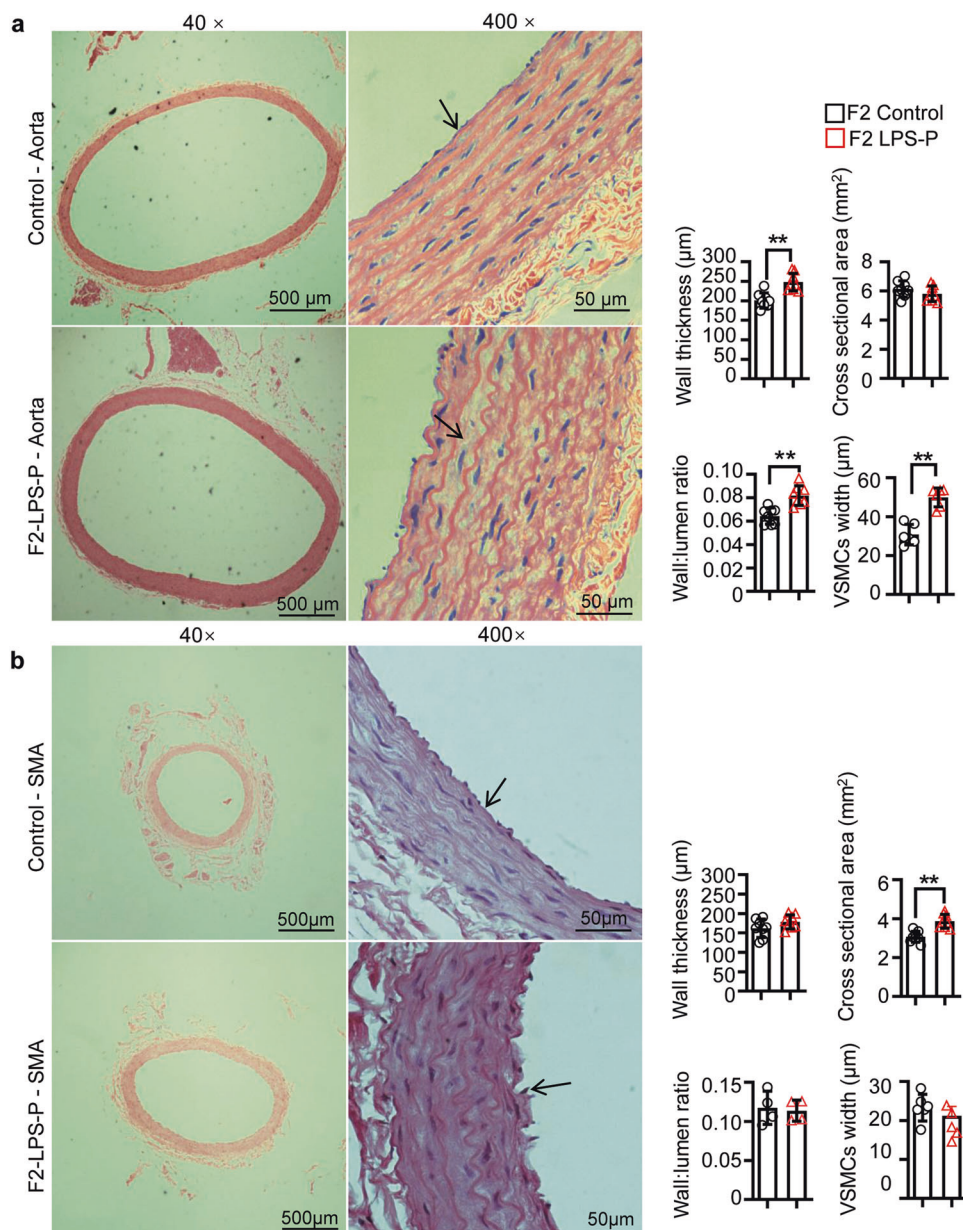 a
40 ×
400 ×
Control - Aorta
500 µm
50 µm
F2-LPS-P - Aorta
500 µm
50 µm
F2 Control
F2 LPS-P
Wall thickness (µm)
**
300
250
200
150
100
50
0
Cross sectional area (mm²)
8
6
4
2
0
Wall:lumen ratio
**
0.10
0.08
0.06
0.04
0.02
0
VSMCs width (µm)
**
60
40
20
0
b
40×
400×
Control - SMA
500µm
50µm
F2-LPS-P - SMA
500µm
50µm
Wall thickness (µm)
300
250
200
150
100
50
0
Cross sectional area (mm²)
**
6
4
2
0
Wall:lumen ratio
0.15
0.10
0.05
0
VSMCs width (µm)
30
20
10
0